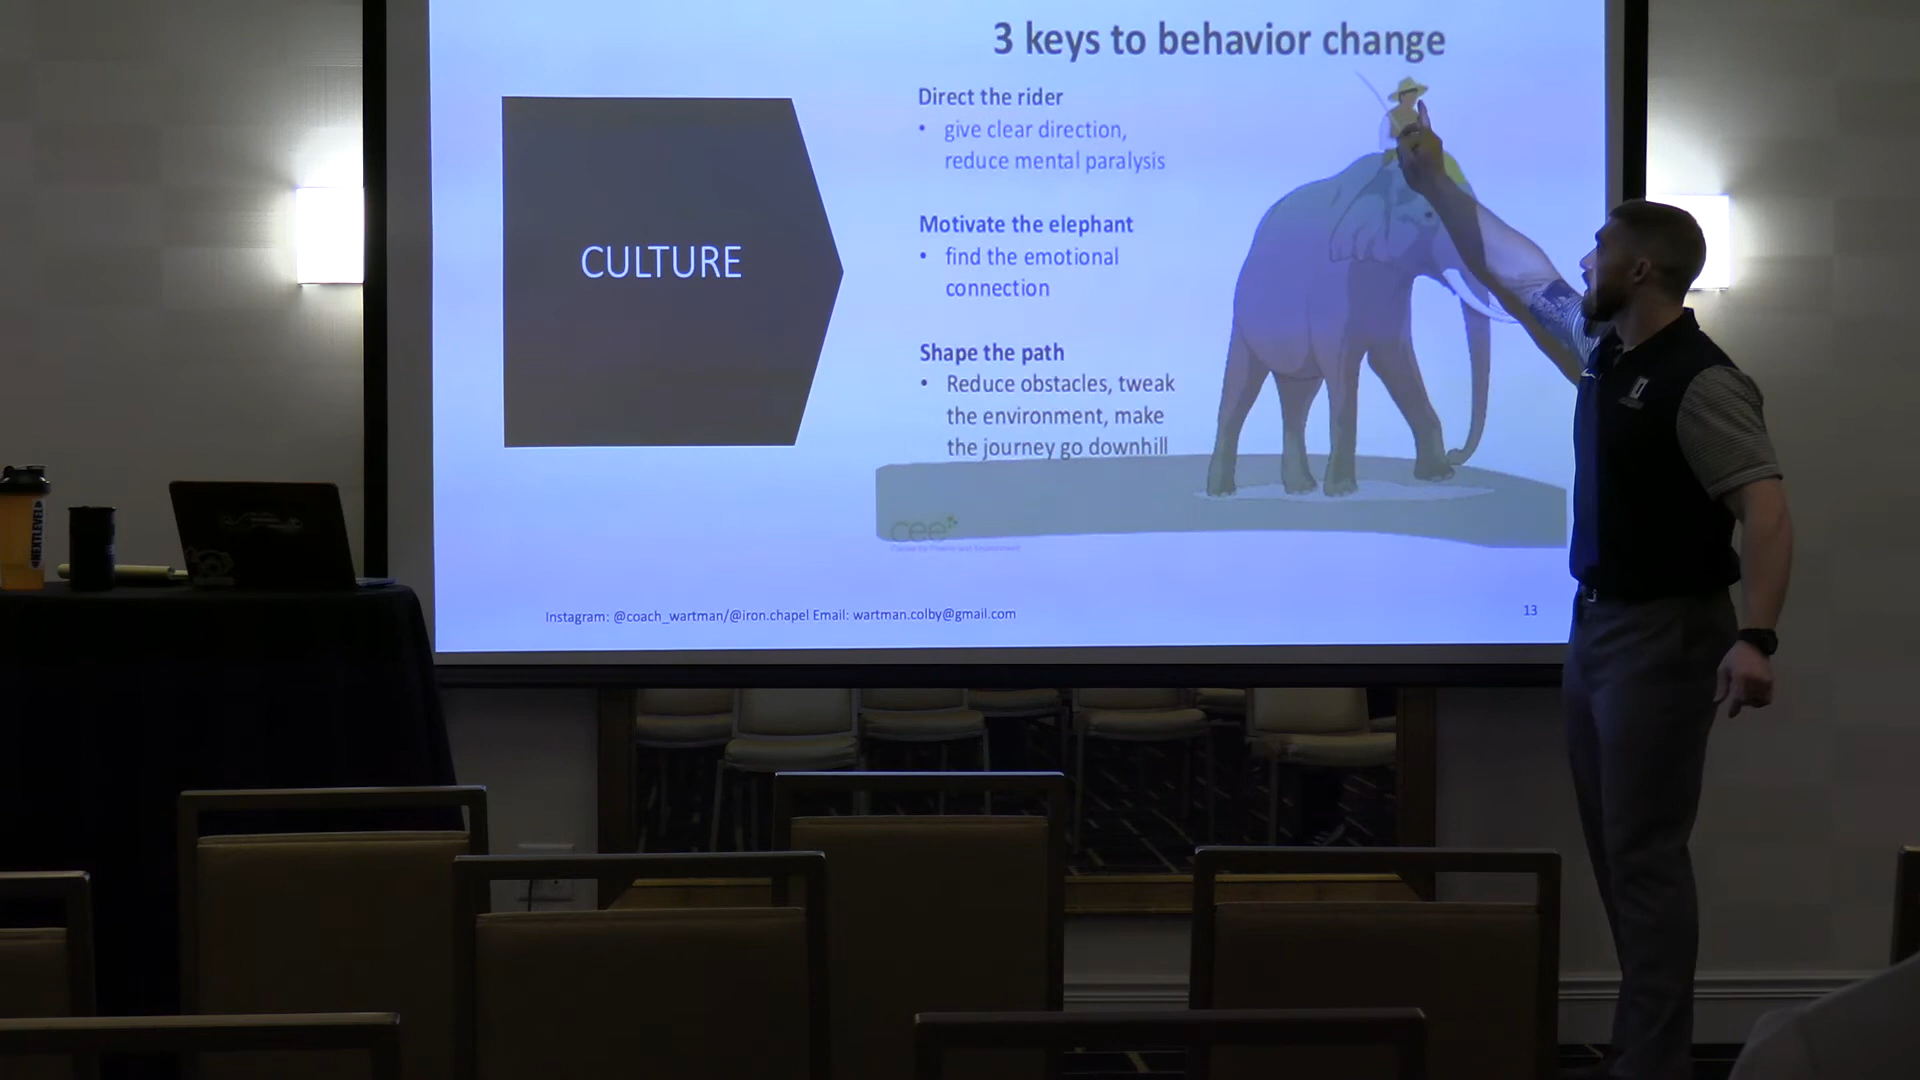 3 keys to behavior change
Direct the rider
• give clear direction,
reduce mental paralysis
Motivate the elephant
• find the emotional
connection
Shape the path
• Reduce obstacles, tweak
the environment, make
the journey go downhill
CULTURE
cee
Instagram: @coach_wartman/@iron.chapel Email: wartman.colby@gmail.com
13
NEXTLEVEL